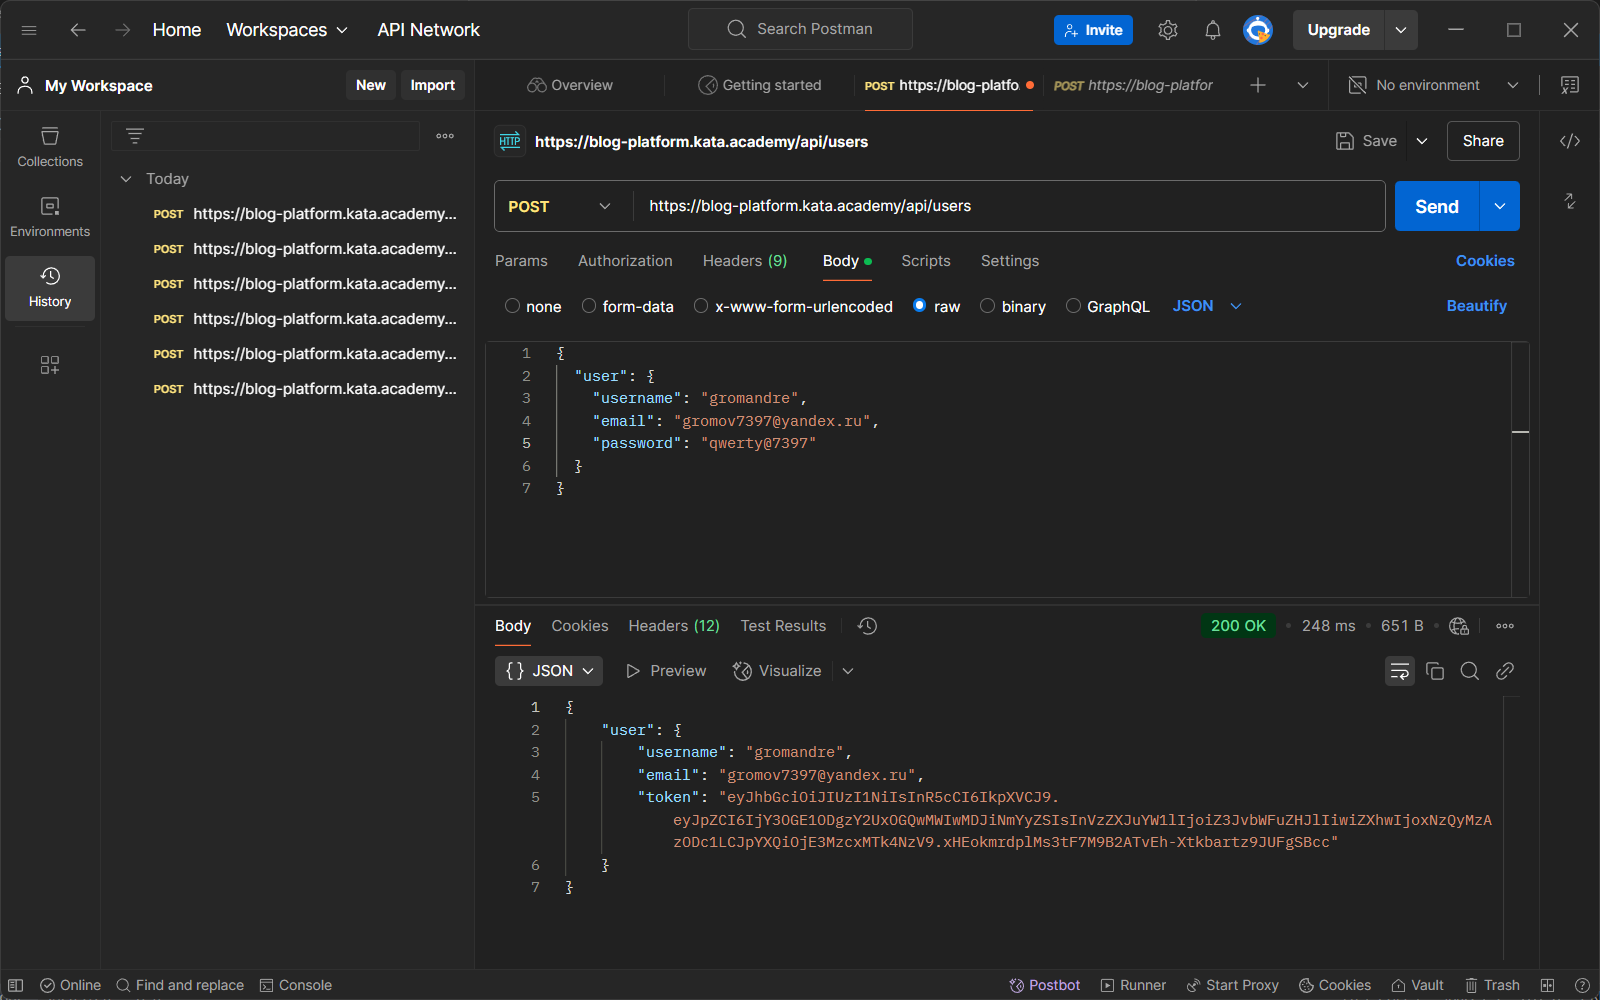 Home Workspaces API Network Search Postman Invite Upgrade
My Workspace New Import Overview Getting started POST https://blog-platfo. POST https://blog-platfor No environment
Collections
Environments
History
Today
POST https://blog-platform.kata.academy...
POST https://blog-platform.kata.academy...
POST https://blog-platform.kata.academy...
POST https://blog-platform.kata.academy...
POST https://blog-platform.kata.academy...
POST https://blog-platform.kata.academy...
HTTP https://blog-platform.kata.academy/api/users Save Share
POST https://blog-platform.kata.academy/api/users Send
Params Authorization Headers (9) Body Scripts Settings Cookies
none form-data x-www-form-urlencoded raw binary GraphQL JSON Beautify
1 {
2 "user": {
3 "username": "gromandre",
4 "email": "gromov7397@yandex.ru",
5 "password": "qwerty@7397"
6 }
7 }
Body Cookies Headers (12) Test Results 200 OK 248 ms 651 B
{} JSON Preview Visualize
1 {
2 "user": {
3 "username": "gromandre",
4 "email": "gromov7397@yandex.ru",
5 "token": "eyJhbGciOiJIUzI1NiIsInR5cCI6IkpXVCJ9.
eyJpZCI6IjY3OGE1ODgzY2UxOGQwMWIwMDJiNmYyZSIsInVzZXJuYW1lIjoiZ3JvbWFuZHJlIiwiZXhwIjoxNzQyMzA
zODc1LCJpYXQiOjE3MzcxMTk4NzV9.xHEokmrdplMs3tF7M9B2ATvEh-Xtkbartz9JUFgSBcc"
6 }
7 }
Online Find and replace Console Postbot Runner Start Proxy Cookies Vault Trash